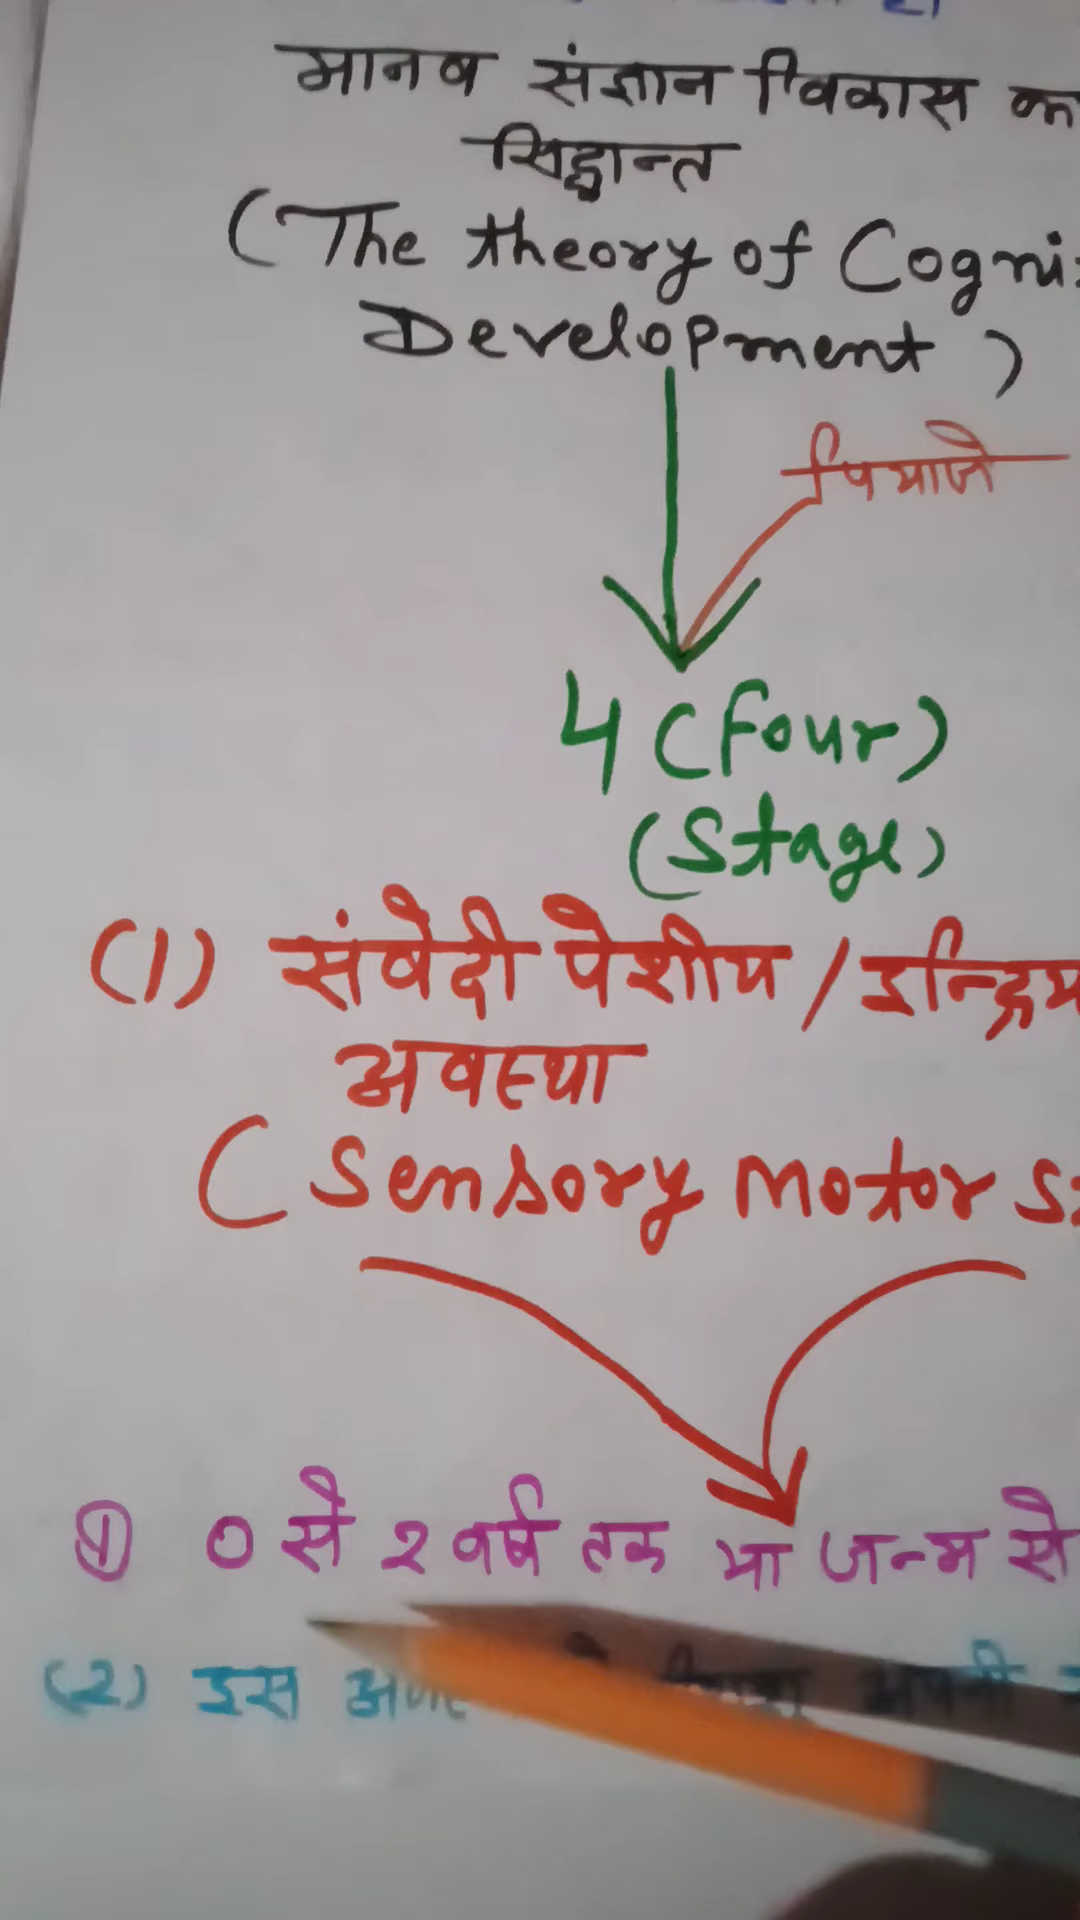 मानव संज्ञान विकास का
सिद्धान्त
(The theory of Cogni
Development)
पियाजे
4 (Four)
(Stage)
(1) संवेदी पेशीय / इन्द्रिय
अवस्था
(Sensory Motor S
① 0 से 2 वर्ष तक या जन्म से
(2) इस